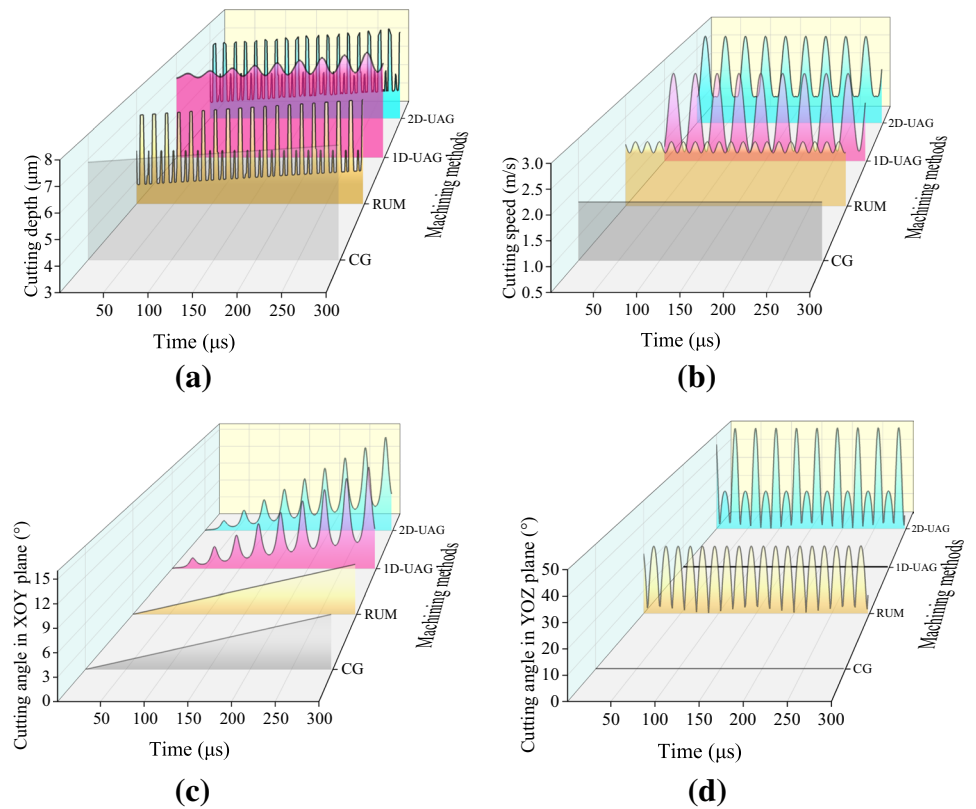 Cutting depth (μm)
8
7
6
5
4
3
50 100 150 200 250 300
Time (μs)
2D-UAG
1D-UAG
RUM
CG
Machining methods
(a)
Cutting speed (m/s)
3.0
2.5
2.0
1.5
1.0
0.5
50 100 150 200 250 300
Time (μs)
2D-UAG
1D-UAG
RUM
CG
Machining methods
(b)
Cutting angle in XOY plane (°)
15
12
9
6
3
0
50 100 150 200 250 300
Time (μs)
2D-UAG
1D-UAG
RUM
CG
Machining methods
(c)
Cutting angle in YOZ plane (°)
50
40
30
20
10
0
50 100 150 200 250 300
Time (μs)
2D-UAG
1D-UAG
RUM
CG
Machining methods
(d)